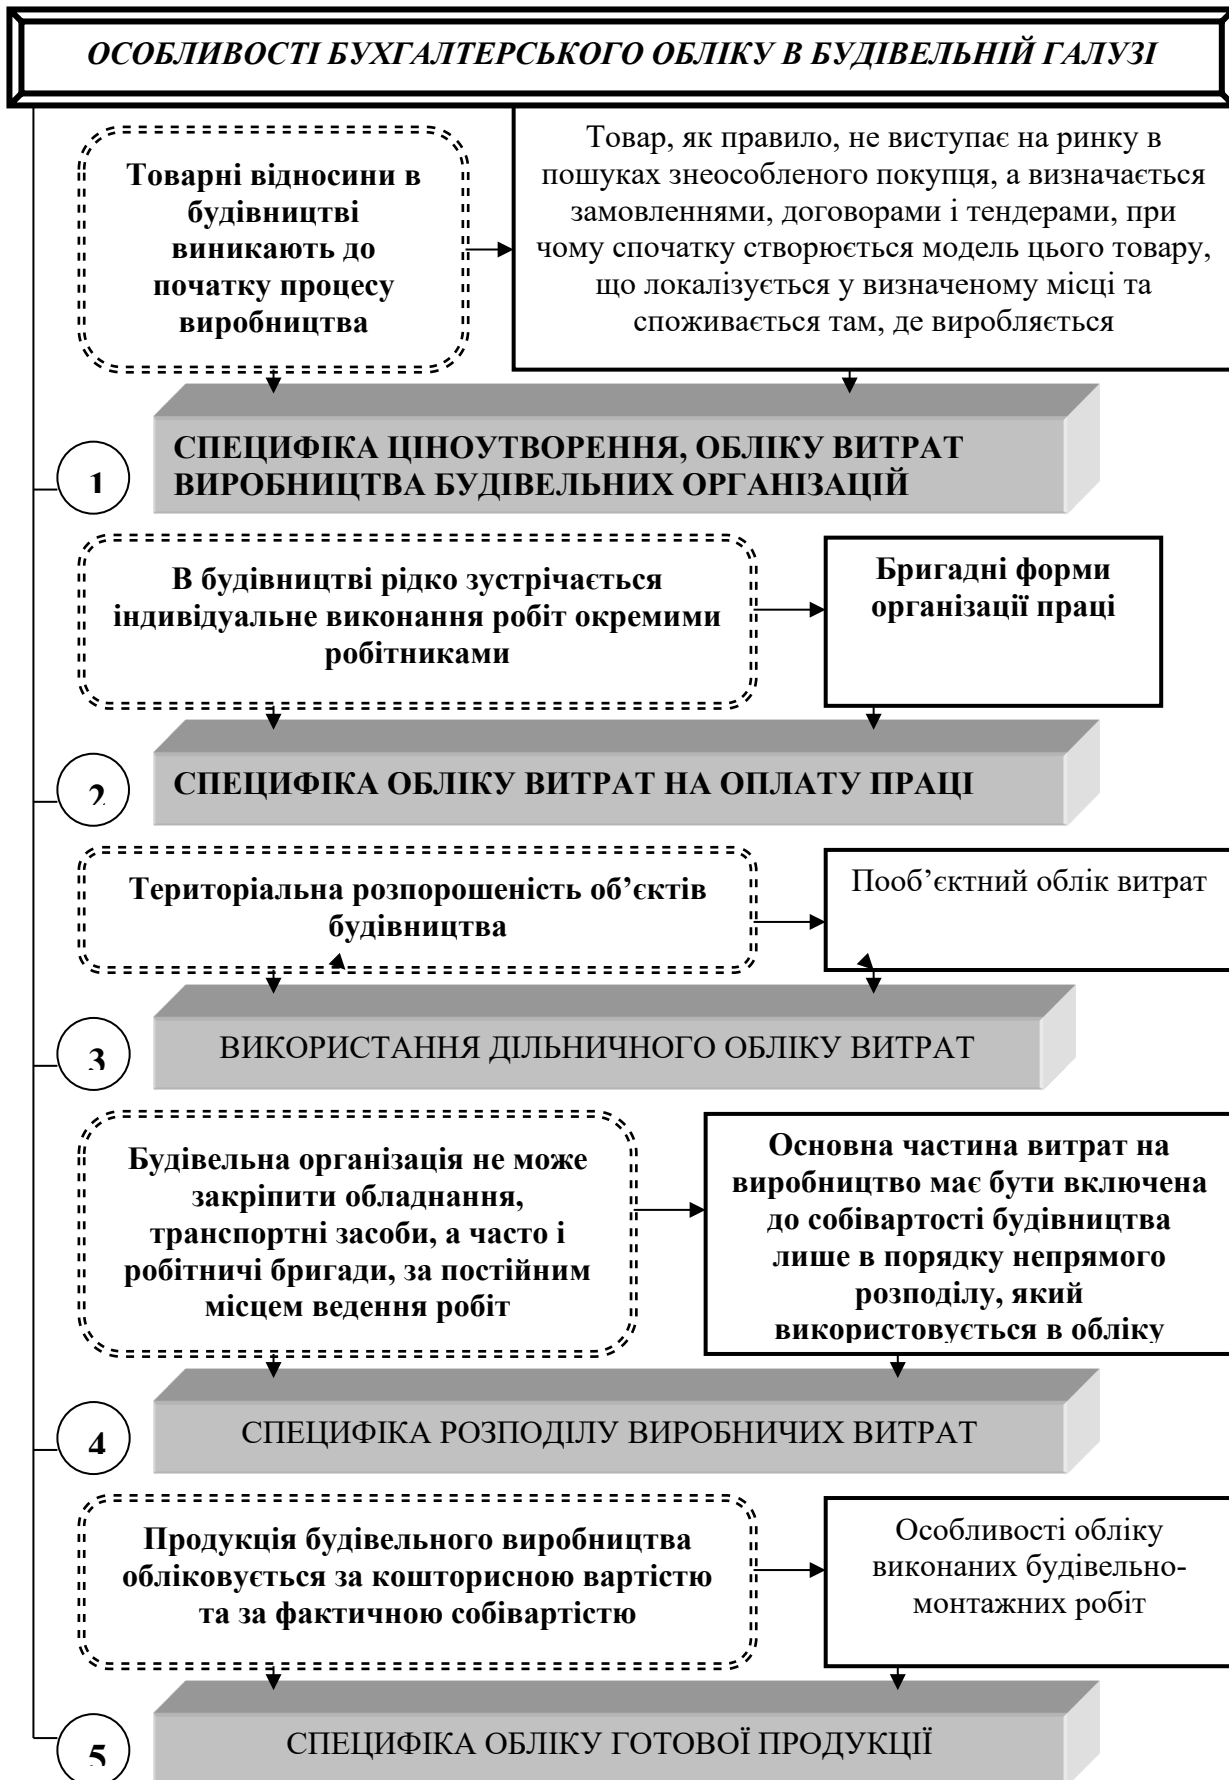 ОСОБЛИВОСТІ БУХГАЛТЕРСЬКОГО ОБЛІКУ В БУДІВЕЛЬНІЙ ГАЛУЗІ
Товарні відносини в
будівництві
виникають до
початку процесу
виробництва
Товар, як правило, не виступає на ринку в
пошуках знеособленого покупця, а визначається
замовленнями, договорами і тендерами, при
чому спочатку створюється модель цього товару,
що локалізується у визначеному місці та
споживається там, де виробляється
1
СПЕЦИФІКА ЦІНОУТВОРЕННЯ, ОБЛІКУ ВИТРАТ
ВИРОБНИЦТВА БУДІВЕЛЬНИХ ОРГАНІЗАЦІЙ
В будівництві рідко зустрічається
індивідуальне виконання робіт окремими
робітниками
Бригадні форми
організації праці
2
СПЕЦИФІКА ОБЛІКУ ВИТРАТ НА ОПЛАТУ ПРАЦІ
Територіальна розпорошеність об’єктів
будівництва
Пооб’єктний облік витрат
3
ВИКОРИСТАННЯ ДІЛЬНИЧНОГО ОБЛІКУ ВИТРАТ
Будівельна організація не може
закріпити обладнання,
транспортні засоби, а часто і
робітничі бригади, за постійним
місцем ведення робіт
Основна частина витрат на
виробництво має бути включена
до собівартості будівництва
лише в порядку непрямого
розподілу, який
використовується в обліку
4
СПЕЦИФІКА РОЗПОДІЛУ ВИРОБНИЧИХ ВИТРАТ
Продукція будівельного виробництва
обліковується за кошторисною вартістю
та за фактичною собівартістю
Особливості обліку
виконаних будівельно-
монтажних робіт
5
СПЕЦИФІКА ОБЛІКУ ГОТОВОЇ ПРОДУКЦІЇ